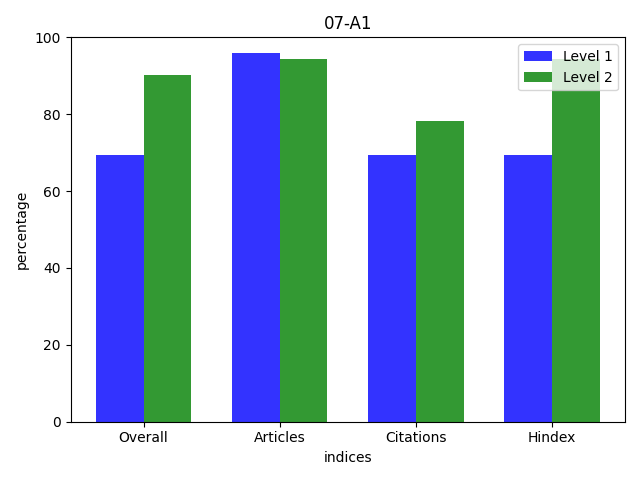 07-A1
Level 1
Level 2
percentage
100
80
60
40
20
0
Overall Articles Citations Hindex
indices